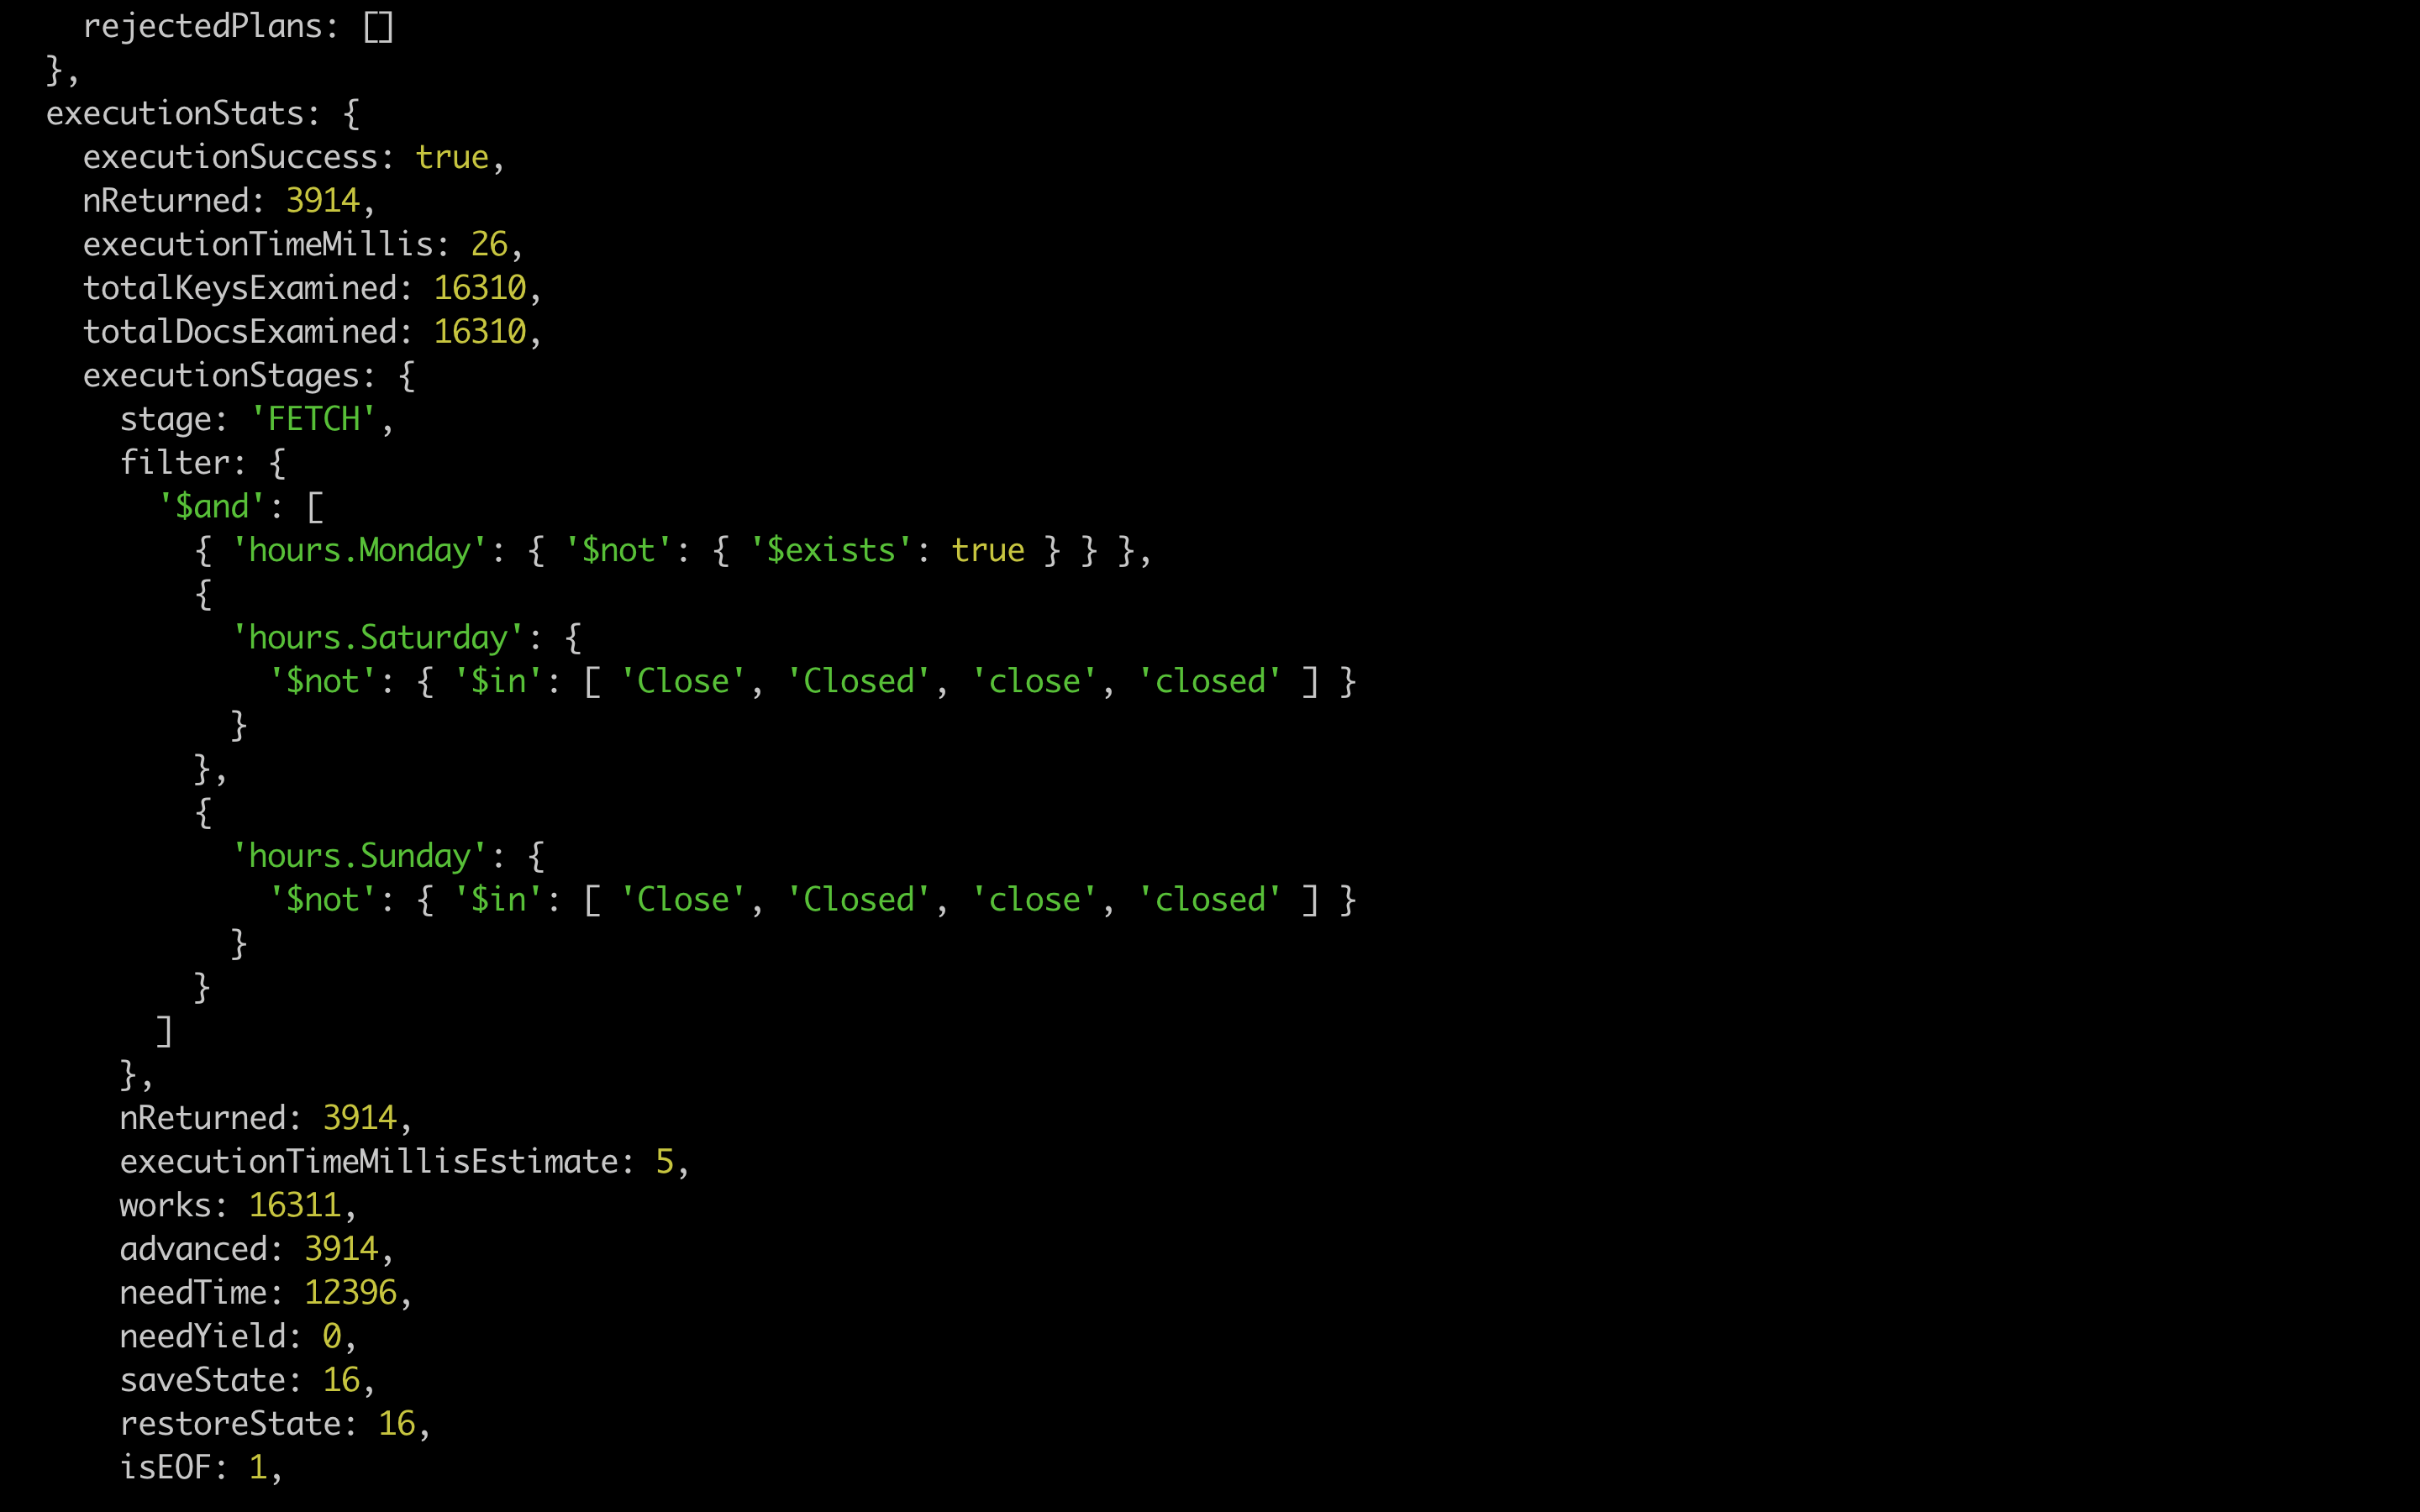 rejectedPlans: []
},
executionStats: {
executionSuccess: true,
nReturned: 3914,
executionTimeMillis: 26,
totalKeysExamined: 16310,
totalDocsExamined: 16310,
executionStages: {
stage: 'FETCH',
filter: {
'$and': [
{ 'hours.Monday': { '$not': { '$exists': true } } },
{
'hours.Saturday': {
'$not': { '$in': [ 'Close', 'Closed', 'close', 'closed' ] }
}
},
{
'hours.Sunday': {
'$not': { '$in': [ 'Close', 'Closed', 'close', 'closed' ] }
}
}
]
},
nReturned: 3914,
executionTimeMillisEstimate: 5,
works: 16311,
advanced: 3914,
needTime: 12396,
needYield: 0,
saveState: 16,
restoreState: 16,
isEOF: 1,